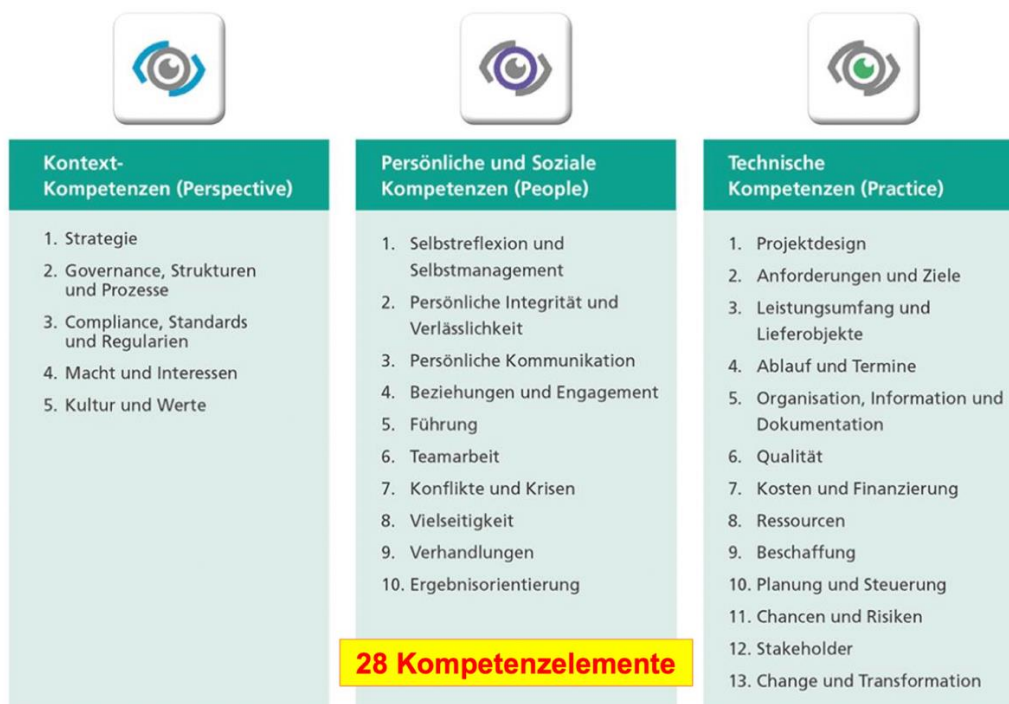 Kontext-
Kompetenzen (Perspective)
1. Strategie
2. Governance, Strukturen
und Prozesse
3. Compliance, Standards
und Regularien
4. Macht und Interessen
5. Kultur und Werte
Persönliche und Soziale
Kompetenzen (People)
1. Selbstreflexion und
Selbstmanagement
2. Persönliche Integrität und
Verlässlichkeit
3. Persönliche Kommunikation
4. Beziehungen und Engagement
5. Führung
6. Teamarbeit
7. Konflikte und Krisen
8. Vielseitigkeit
9. Verhandlungen
10. Ergebnisorientierung
28 Kompetenzelemente
Technische
Kompetenzen (Practice)
1. Projektdesign
2. Anforderungen und Ziele
3. Leistungsumfang und
Lieferobjekte
4. Ablauf und Termine
5. Organisation, Information und
Dokumentation
6. Qualität
7. Kosten und Finanzierung
8. Ressourcen
9. Beschaffung
10. Planung und Steuerung
11. Chancen und Risiken
12. Stakeholder
13. Change und Transformation